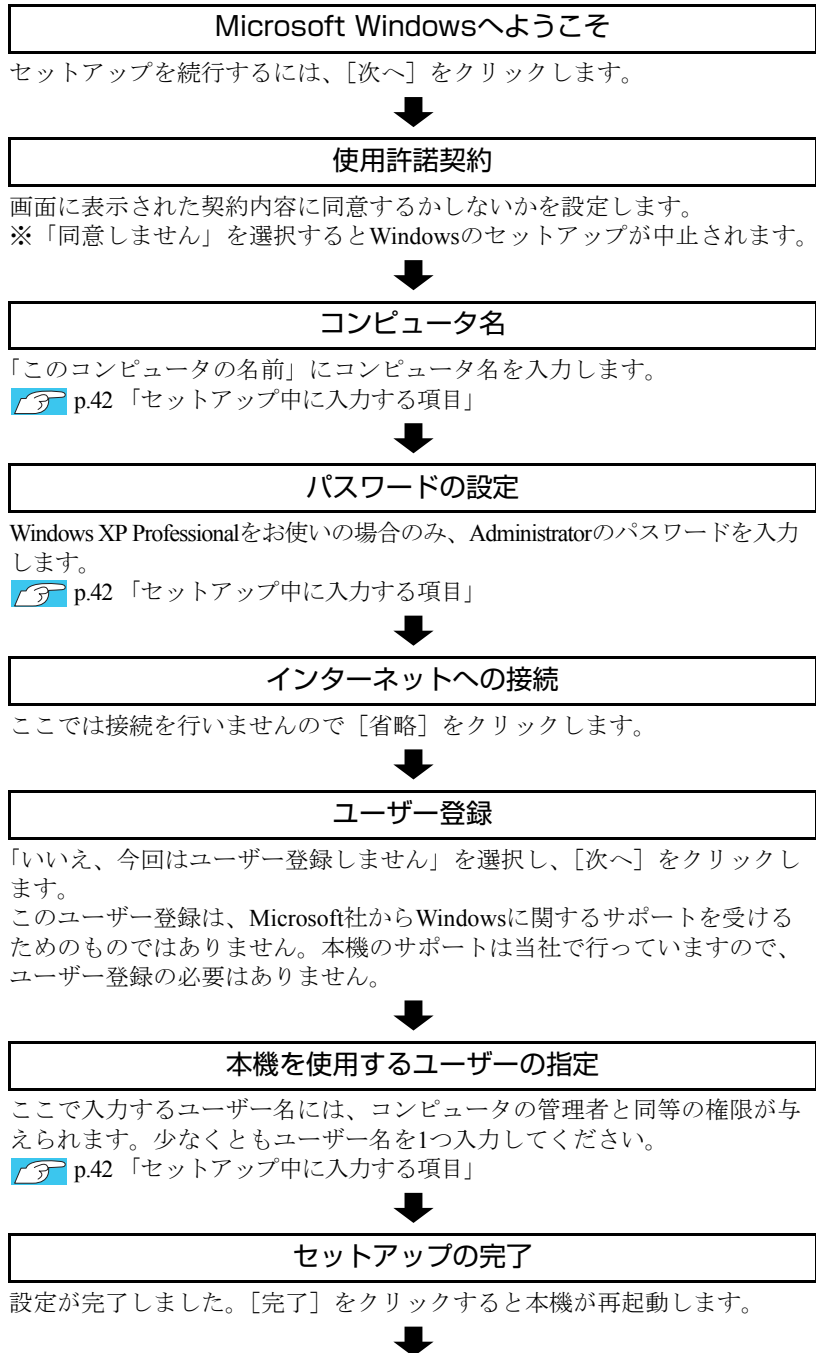 Microsoft Windowsへようこそ
セットアップを続行するには、［次へ］をクリックします。
使用許諾契約
画面に表示された契約内容に同意するかしないかを設定します。
※「同意しません」を選択するとWindowsのセットアップが中止されます。
コンピュータ名
「このコンピュータの名前」にコンピュータ名を入力します。
p.42 「セットアップ中に入力する項目」
パスワードの設定
Windows XP Professionalをお使いの場合のみ、Administratorのパスワードを入力
します。
p.42 「セットアップ中に入力する項目」
インターネットへの接続
ここでは接続を行いませんので［省略］をクリックします。
ユーザー登録
「いいえ、今回はユーザー登録しません」を選択し、［次へ］をクリックし
ます。
このユーザー登録は、Microsoft社からWindowsに関するサポートを受ける
ためのものではありません。本機のサポートは当社で行っていますので、
ユーザー登録の必要はありません。
本機を使用するユーザーの指定
ここで入力するユーザー名には、コンピュータの管理者と同等の権限が与
えられます。少なくともユーザー名を1つ入力してください。
p.42 「セットアップ中に入力する項目」
セットアップの完了
設定が完了しました。［完了］をクリックすると本機が再起動します。